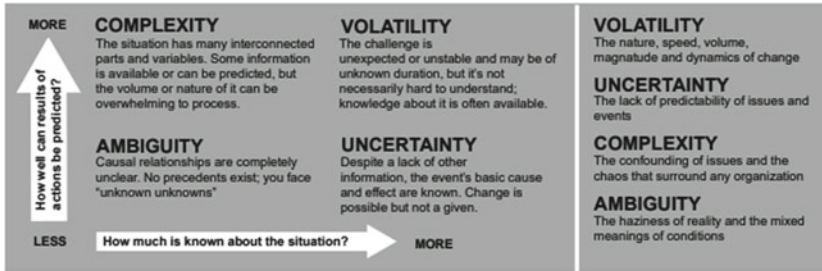 MORE
How well can results of
actions be predicted?
COMPLEXITY
The situation has many interconnected
parts and variables. Some information
is available or can be predicted, but
the volume or nature of it can be
overwhelming to process.
VOLATILITY
The challenge is
unexpected or unstable and may be of
unknown duration, but it's not
necessarily hard to understand;
knowledge about it is often available.
AMBIGUITY
Causal relationships are completely
unclear. No precedents exist; you face
“unknown unknowns”
UNCERTAINTY
Despite a lack of other
information, the event's basic cause
and effect are known. Change is
possible but not a given.
LESS
How much is known about the situation?
MORE
VOLATILITY
The nature, speed, volume,
magnatude and dynamics of change
UNCERTAINTY
The lack of predictability of issues and
events
COMPLEXITY
The confounding of issues and the
chaos that surround any organization
AMBIGUITY
The haziness of reality and the mixed
meanings of conditions